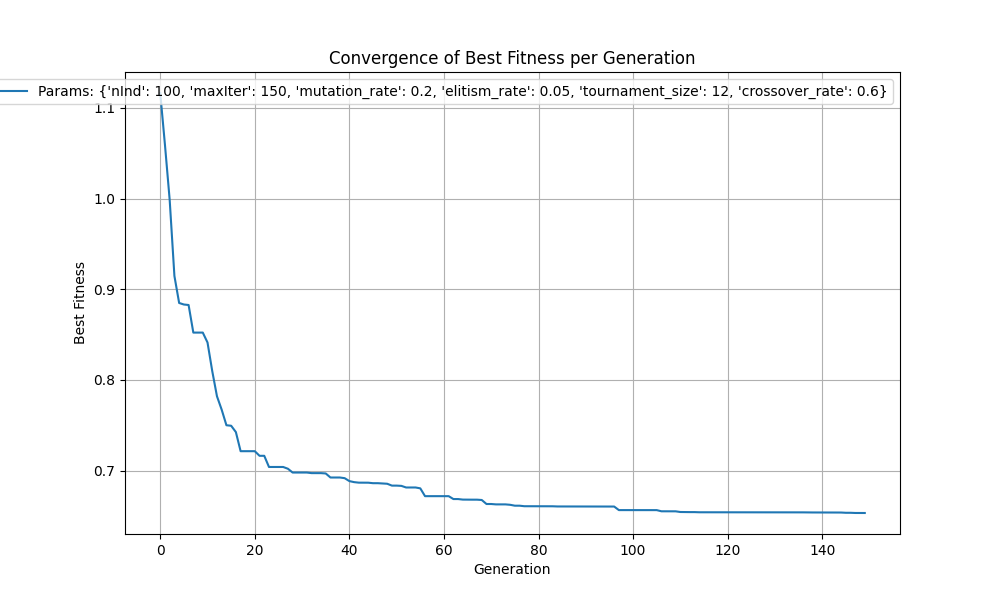 Convergence of Best Fitness per Generation
Params: {'nInd': 100, 'maxIter': 150, 'mutation_rate': 0.2, 'elitism_rate': 0.05, 'tournament_size': 12, 'crossover_rate': 0.6}
1.1
1.0
0.9
0.8
0.7
Best Fitness
0 20 40 60 80 100 120 140
Generation